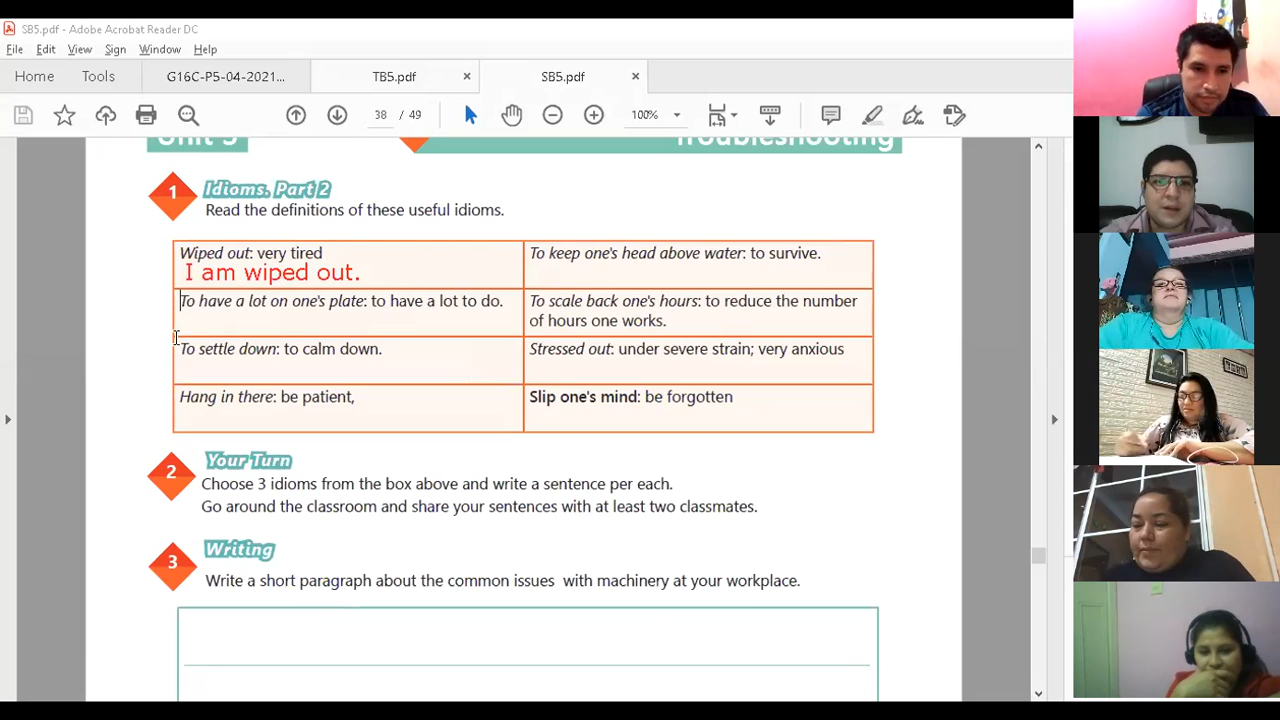 SB5.pdf - Adobe Acrobat Reader DC
File Edit View Sign Window Help
Home Tools G16C-P5-04-2021... TB5.pdf SB5.pdf
38 / 49 100%
Troubleshooting
1 Idioms. Part 2
Read the definitions of these useful idioms.
Wiped out: very tired
I am wiped out.
To keep one's head above water: to survive.
To have a lot on one's plate: to have a lot to do.
To scale back one's hours: to reduce the number
of hours one works.
To settle down: to calm down.
Stressed out: under severe strain; very anxious
Hang in there: be patient,
Slip one's mind: be forgotten
2 Your Turn
Choose 3 idioms from the box above and write a sentence per each.
Go around the classroom and share your sentences with at least two classmates.
3 Writing
Write a short paragraph about the common issues with machinery at your workplace.